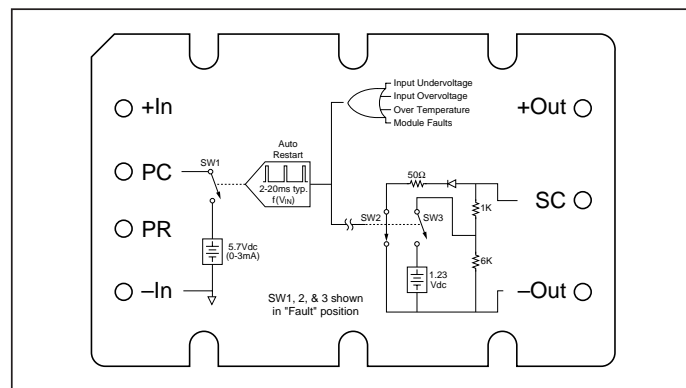 +In
PC
PR
–In
SW1
5.7Vdc
(0-3mA)
Auto
Restart
2-20ms typ.
f(VIN)
Input Undervoltage
Input Overvoltage
Over Temperature
Module Faults
50Ω
SW2
SW3
1K
6K
1.23
Vdc
SW1, 2, & 3 shown
in "Fault" position
+Out
SC
–Out